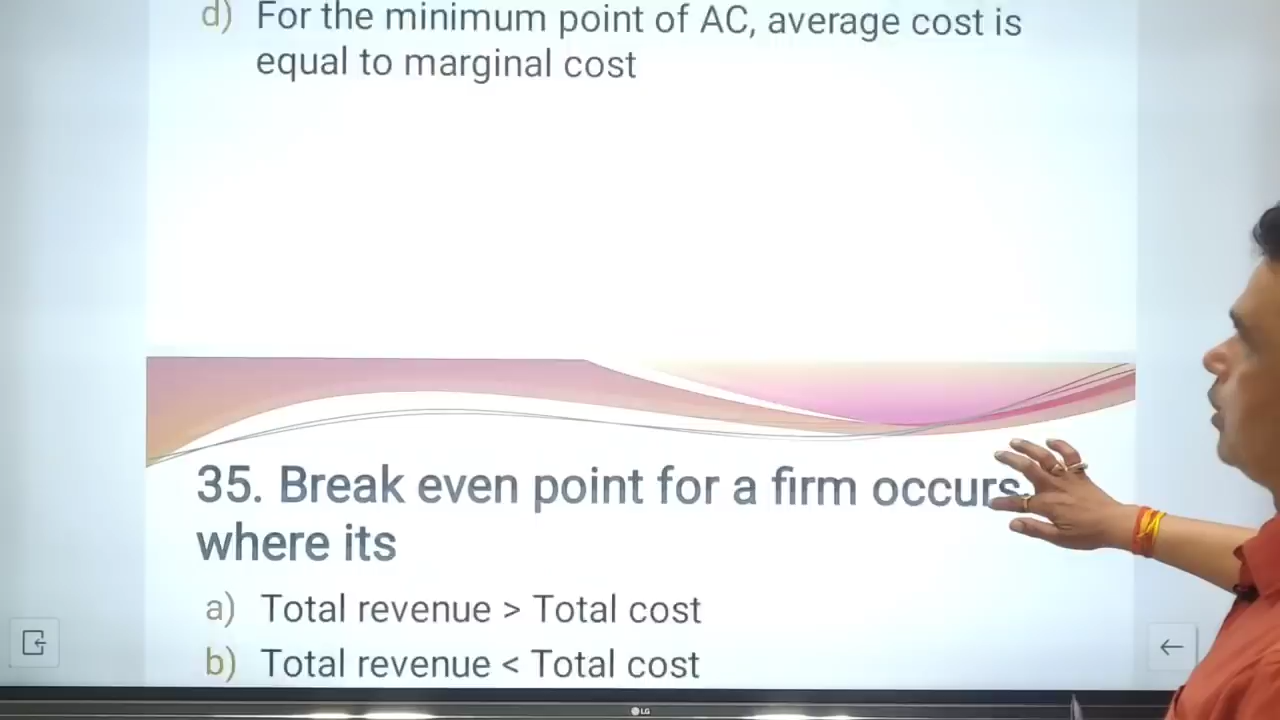 d) For the minimum point of AC, average cost is
equal to marginal cost
35. Break even point for a firm occurs
where its
a) Total revenue > Total cost
b) Total revenue < Total cost
LG